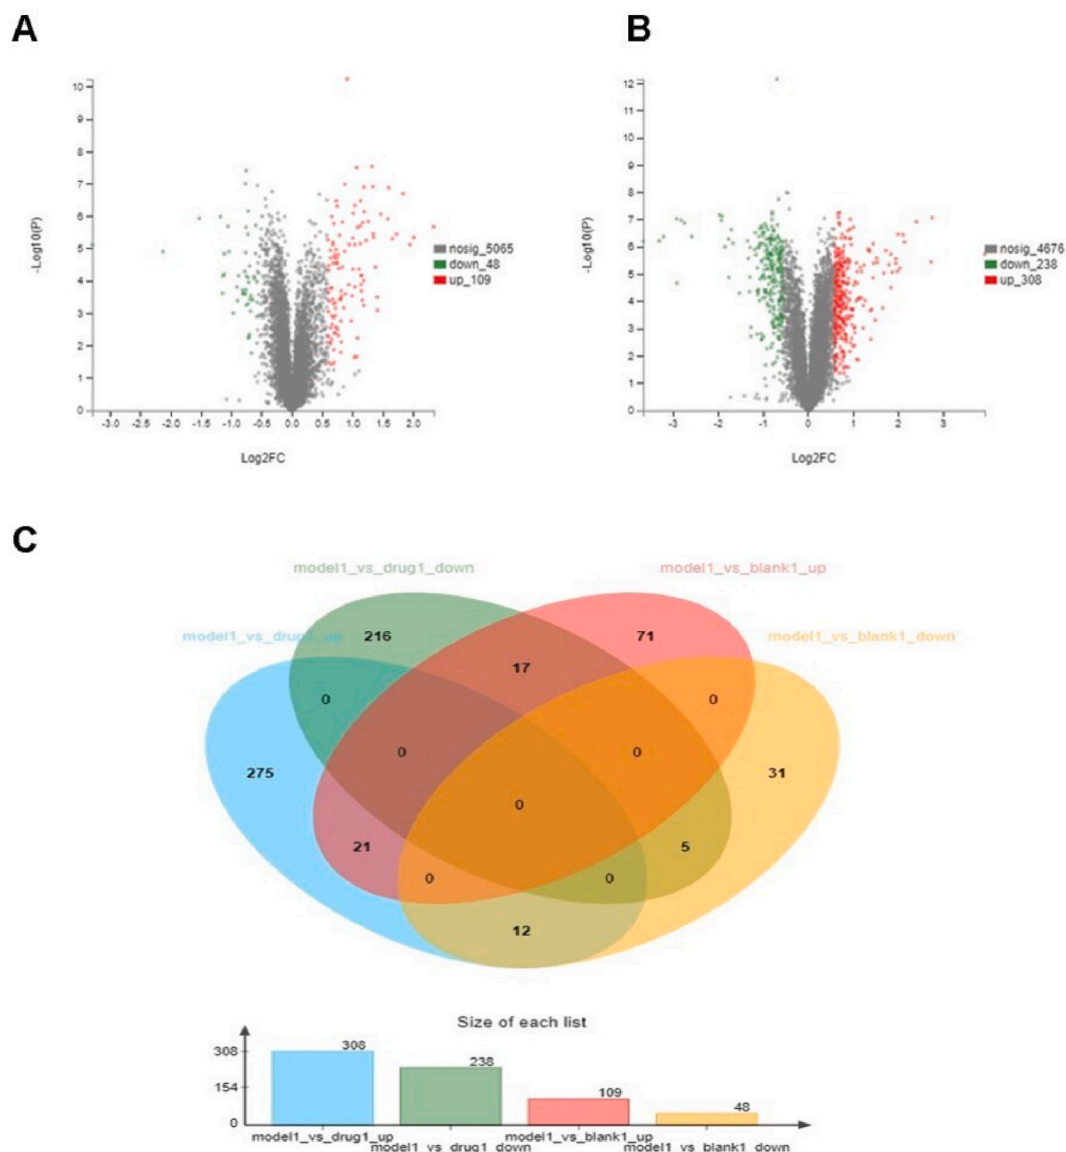 A
B
10
9
8
7
6
5
4
3
2
1
0
-Log10(P)
-3.0 -2.5 -2.0 -1.5 -1.0 -0.5 0.0 0.5 1.0 1.5 2.0
Log2FC
nosig_5065
down_48
up_109
12
11
10
9
8
7
6
5
4
3
2
1
0
-Log10(P)
-3 -2 -1 0 1 2 3
Log2FC
nosig_4676
down_238
up_308
C
model1_vs_drug1_down
model1_vs_blank1_up
model1_vs_drug1_up
model1_vs_blank1_down
216
71
17
0
0
0
0
275
31
0
21
5
0
0
12
Size of each list
308
154
0
308
238
109
48
model1_vs_drug1_up
model1_vs_drug1_down
model1_vs_blank1_up
model1_vs_blank1_down